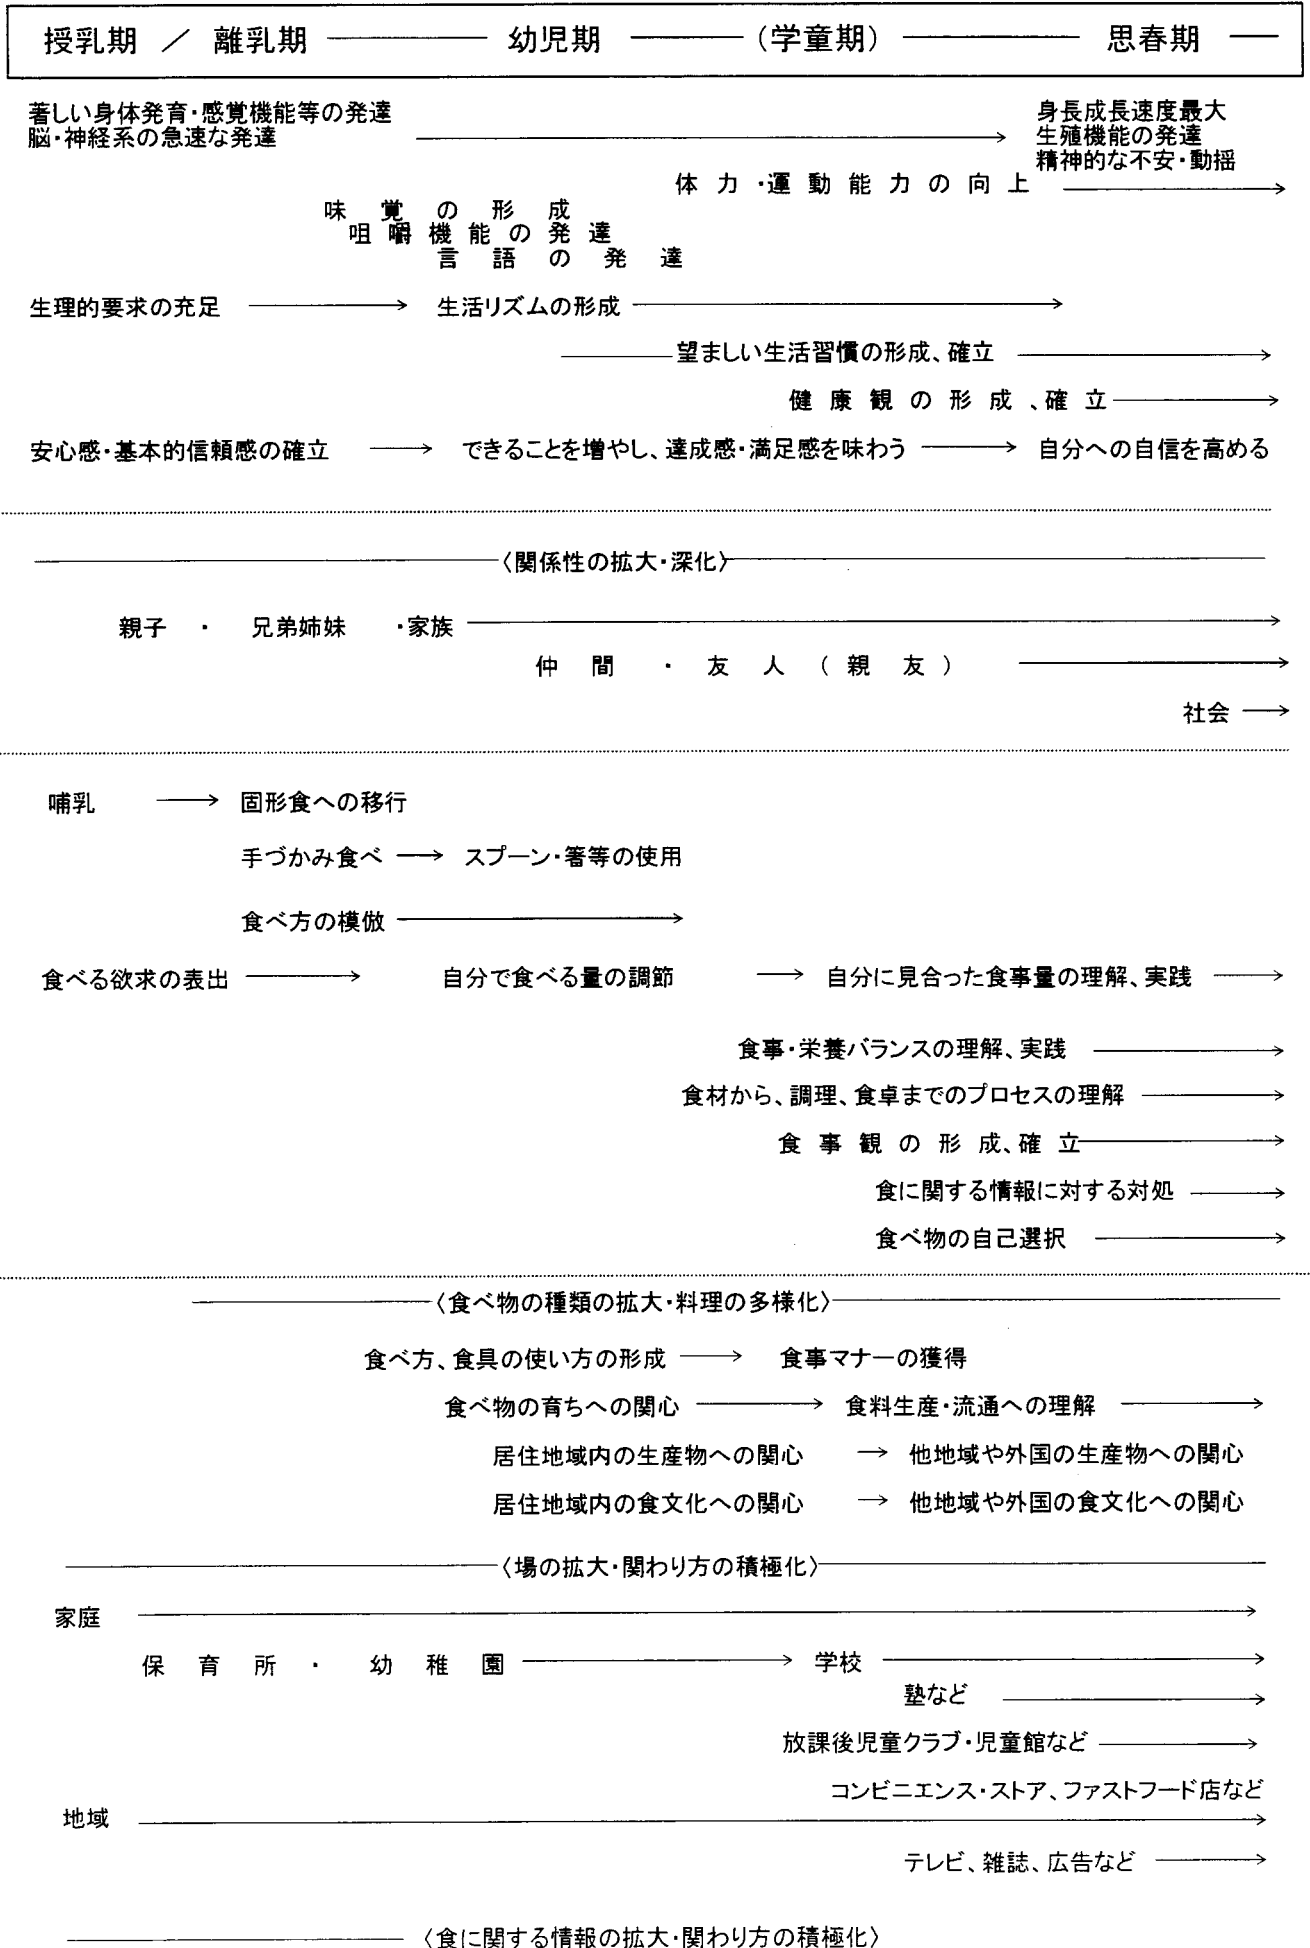 授乳期 ／ 離乳期 ― 幼児期 ― (学童期) ― 思春期 ―
著しい身体発育・感覚機能等の発達
脳・神経系の急速な発達 →
身長成長速度最大
生殖機能の発達
精神的な不安・動揺
体力・運動能力の向上 →
味覚の形成
咀嚼機能の発達
言語の発達
生理的要求の充足 → 生活リズムの形成 →
望ましい生活習慣の形成、確立 →
健康観の形成、確立 →
安心感・基本的信頼感の確立 → できることを増やし、達成感・満足感を味わう → 自分への自信を高める
〈関係性の拡大・深化〉
親子 ・ 兄弟姉妹 ・家族 →
仲間・友人(親友) →
社会 →
哺乳 → 固形食への移行
手づかみ食べ → スプーン・箸等の使用
食べ方の模倣 →
食べる欲求の表出 → 自分で食べる量の調節 → 自分に見合った食事量の理解、実践 →
食事・栄養バランスの理解、実践 →
食材から、調理、食卓までのプロセスの理解 →
食事観の形成、確立 →
食に関する情報に対する対処 →
食べ物の自己選択 →
〈食べ物の種類の拡大・料理の多様化〉
食べ方、食具の使い方の形成 → 食事マナーの獲得
食べ物の育ちへの関心 → 食料生産・流通への理解 →
居住地域内の生産物への関心 → 他地域や外国の生産物への関心
居住地域内の食文化への関心 → 他地域や外国の食文化への関心
〈場の拡大・関わり方の積極化〉
家庭 →
保育所・幼稚園 → 学校 →
塾など →
放課後児童クラブ・児童館など →
コンビニエンス・ストア、ファストフード店など
地域 →
テレビ、雑誌、広告など →
〈食に関する情報の拡大・関わり方の積極化〉